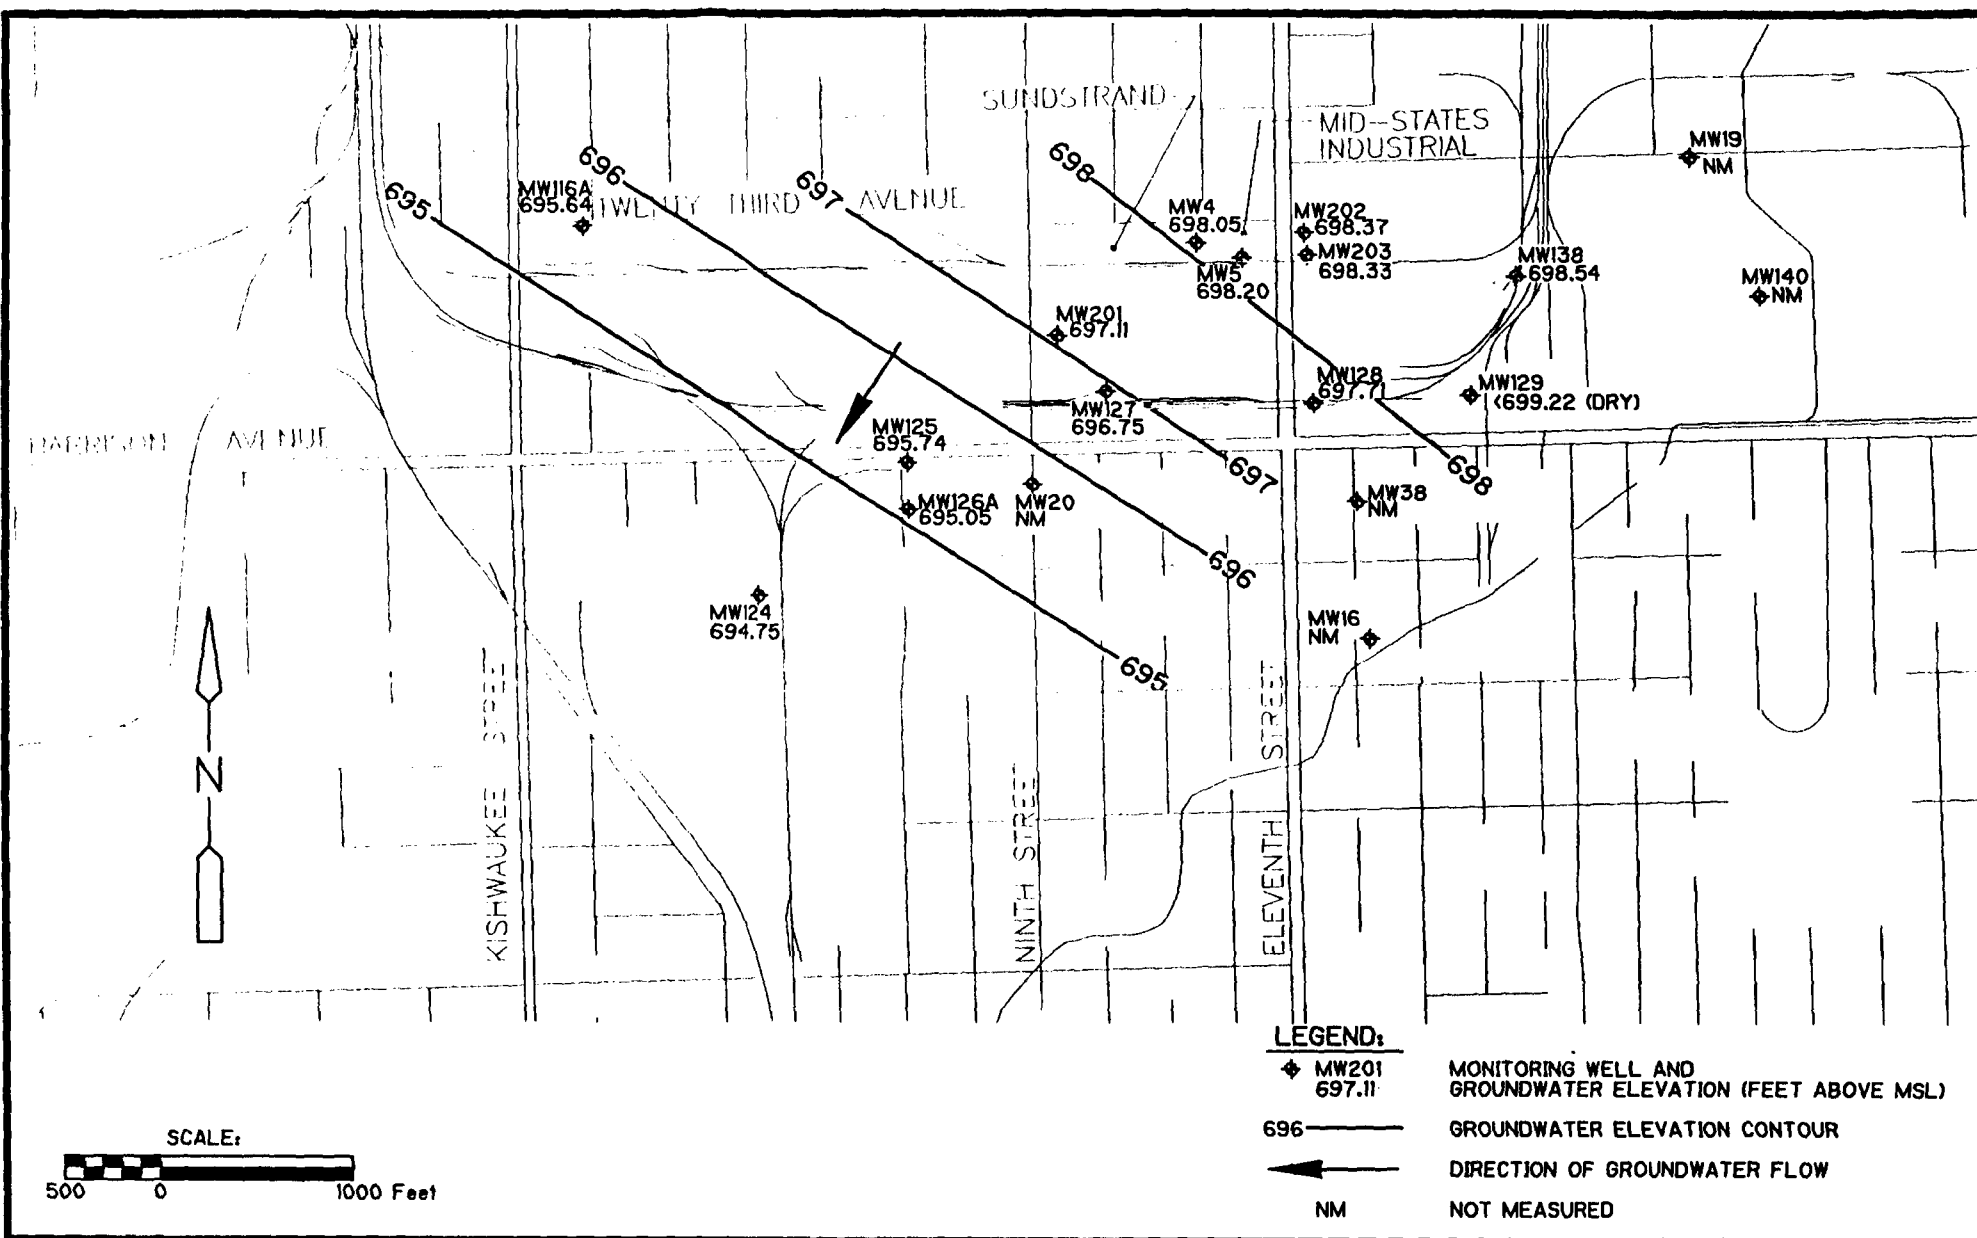 SUNDSTRAND
MID-STATES
INDUSTRIAL
MW19
NM
698
696
697
695
MW116A
695.64
TWENTY THIRD AVENUE
MW4
698.05
MW202
698.37
MW203
698.33
MW5
698.20
MW138
698.54
MW140
NM
MW201
697.11
MW128
697.71
MW129
<699.22 (DRY)
MW127
696.75
HARRISON AVENUE
MW125
695.74
697
698
MW38
NM
MW126A
695.05
MW20
NM
696
MW124
694.75
MW16
NM
695
N
KISHWAUKEE STREET
NINTH STREET
ELEVENTH STREET
LEGEND:
MW201
697.11
MONITORING WELL AND
GROUNDWATER ELEVATION (FEET ABOVE MSL)
696
GROUNDWATER ELEVATION CONTOUR
DIRECTION OF GROUNDWATER FLOW
NM
NOT MEASURED
SCALE:
500 0 1000 Feet